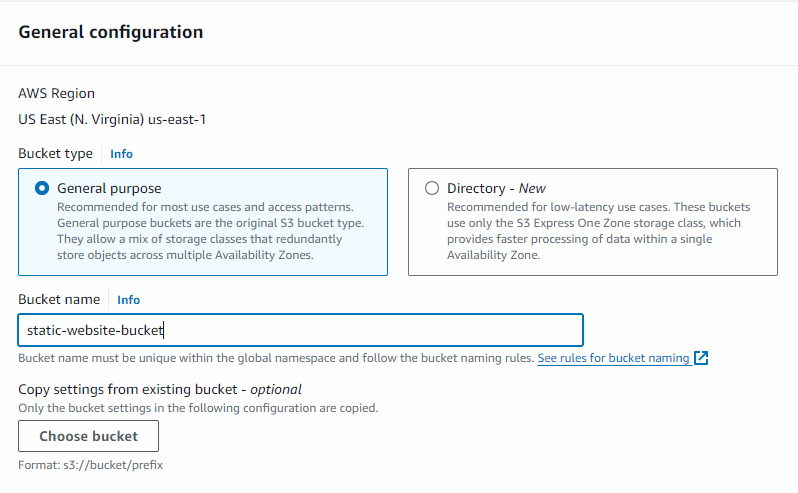 General configuration
AWS Region
US East (N. Virginia) us-east-1
Bucket type Info
General purpose
Recommended for most use cases and access patterns.
General purpose buckets are the original S3 bucket type.
They allow a mix of storage classes that redundantly
store objects across multiple Availability Zones.
Directory - New
Recommended for low-latency use cases. These buckets
use only the S3 Express One Zone storage class, which
provides faster processing of data within a single
Availability Zone.
Bucket name Info
static-website-bucket
Bucket name must be unique within the global namespace and follow the bucket naming rules. See rules for bucket naming
Copy settings from existing bucket - optional
Only the bucket settings in the following configuration are copied.
Choose bucket
Format: s3://bucket/prefix